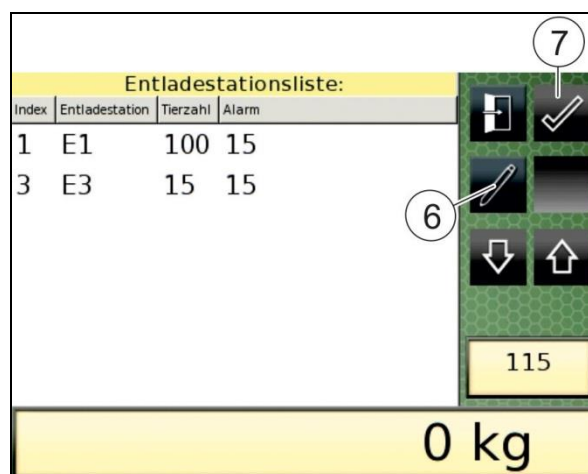 7
Entladestationsliste:
Index Entladestation Tierzahl Alarm
1 E1 100 15
3 E3 15 15
6
115
0 kg